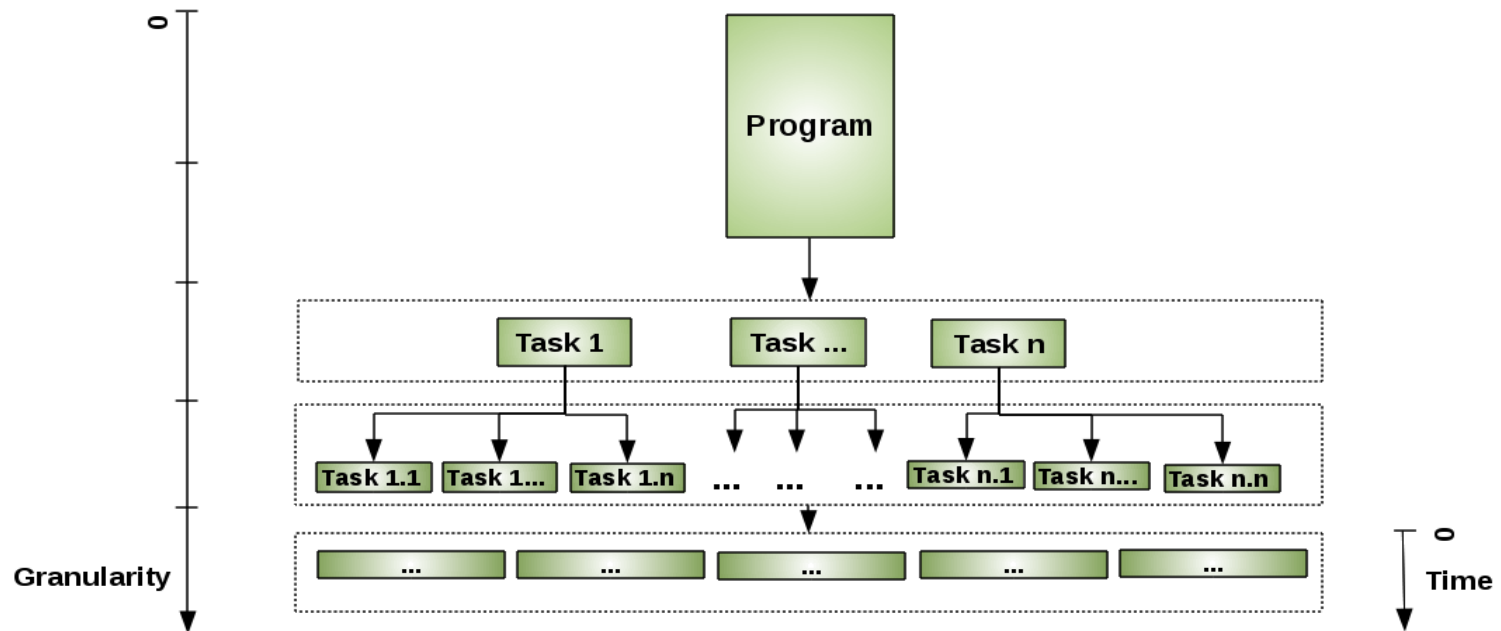 0
Program
Task 1
Task ...
Task n
Task 1.1
Task 1...
Task 1.n
...
...
...
Task n.1
Task n...
Task n.n
0
...
...
...
...
...
Granularity
Time